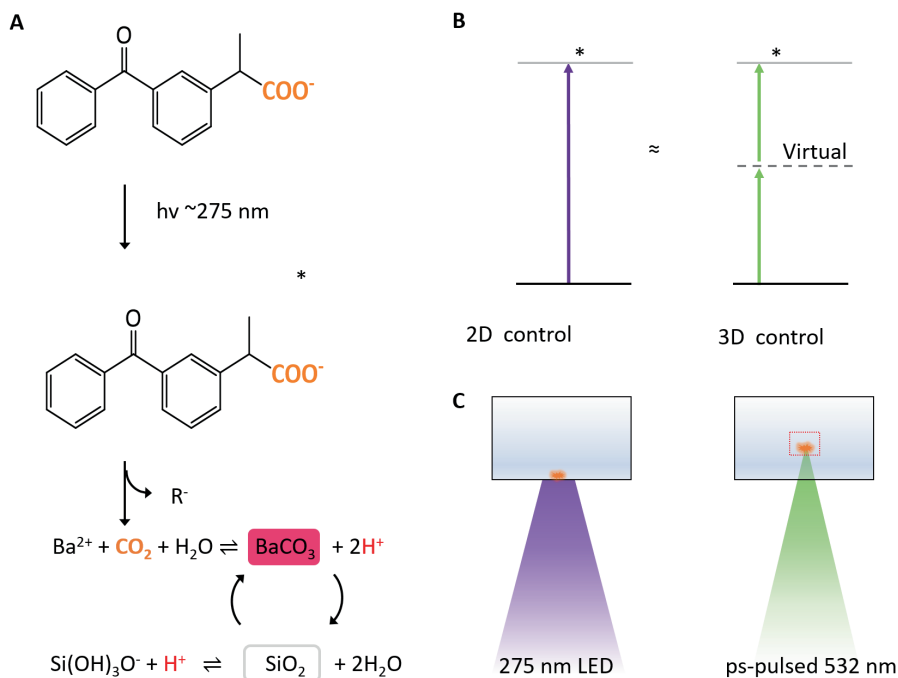 A
O
COO⁻
hν ~275 nm
*
O
COO⁻
R⁻
Ba²⁺ + CO₂ + H₂O ⇌ BaCO₃ + 2H⁺
Si(OH)₃O⁻ + H⁺ ⇌ SiO₂ + 2H₂O
B
* *
≈ Virtual
2D control 3D control
C
275 nm LED ps-pulsed 532 nm